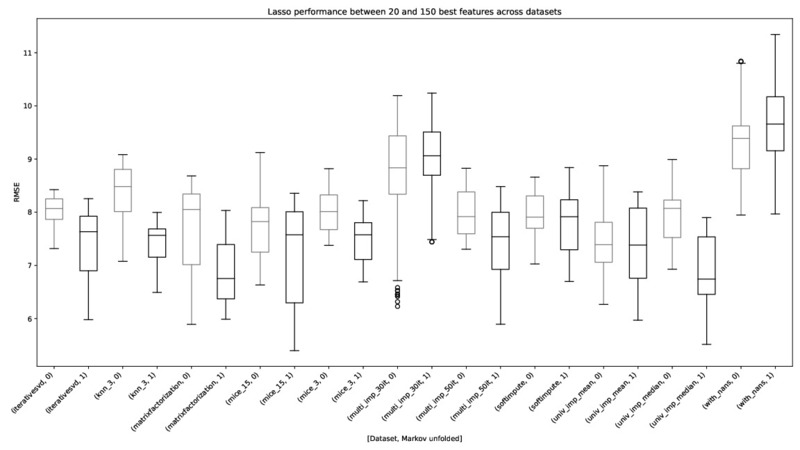 Lasso performance between 20 and 150 best features across datasets
11
10
9
8
7
6
RMSE
(iterativesvd, 0)
(iterativesvd, 1)
(knn_3, 0)
(knn_3, 1)
(matrixfactorization, 0)
(matrixfactorization, 1)
(mice_15, 0)
(mice_15, 1)
(mice_3, 0)
(mice_3, 1)
(multi_imp_30it, 0)
(multi_imp_30it, 1)
(multi_imp_50it, 0)
(multi_imp_50it, 1)
(softimpute, 0)
(softimpute, 1)
(univ_imp_mean, 0)
(univ_imp_mean, 1)
(univ_imp_median, 0)
(univ_imp_median, 1)
(with_nans, 0)
(with_nans, 1)
[Dataset, Markov unfolded]